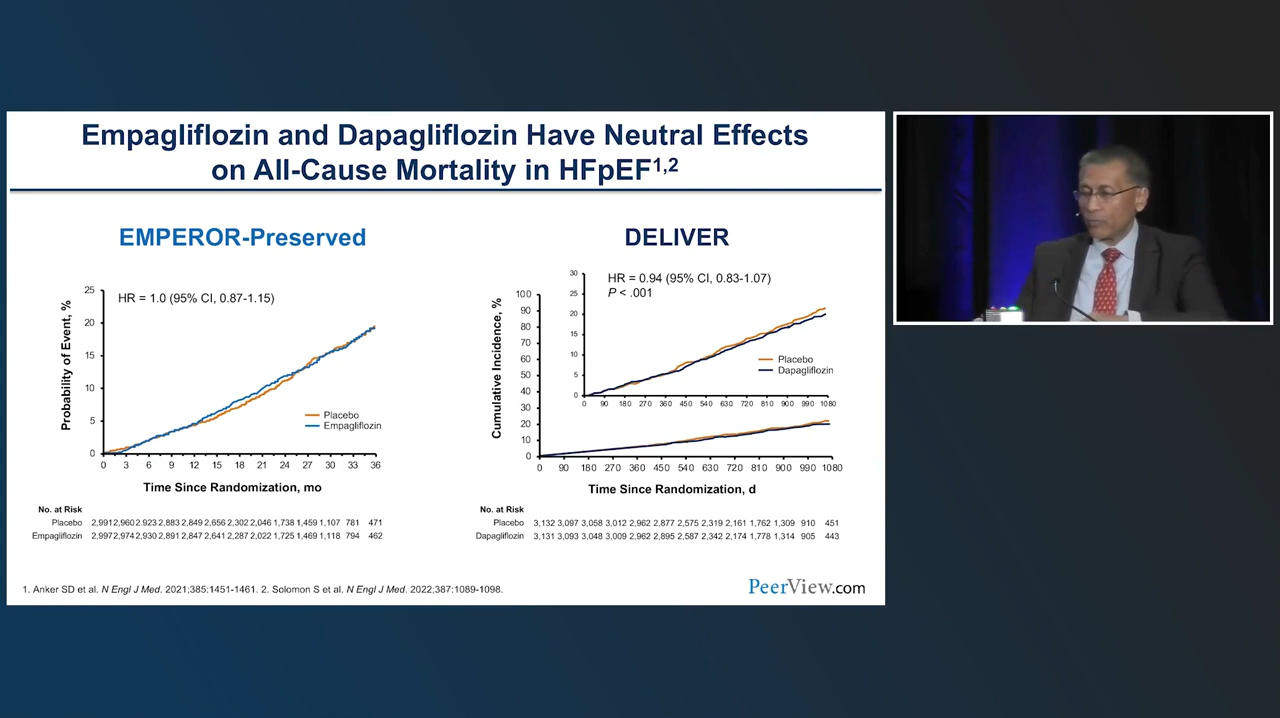 Empagliflozin and Dapagliflozin Have Neutral Effects
on All-Cause Mortality in HFpEF1,2
EMPEROR-Preserved
Probability of Event, %
25
20
15
10
5
0
HR = 1.0 (95% CI, 0.87-1.15)
Placebo
Empagliflozin
0 3 6 9 12 15 18 21 24 27 30 33 36
Time Since Randomization, mo
No. at Risk
Placebo 2,991 2,960 2.923 2,883 2,849 2,656 2,302 2,046 1,738 1,459 1,107 781 471
Empagliflozin 2,997 2,974 2,930 2,891 2,847 2,641 2,287 2,022 1,725 1,469 1,118 794 462
DELIVER
Cumulative Incidence, %
100
90
80
70
60
50
40
30
20
10
0
30
25
20
15
10
5
0
HR = 0.94 (95% CI, 0.83-1.07)
P < .001
Placebo
Dapagliflozin
0 90 180 270 360 450 540 630 720 810 900 990 1080
0 90 180 270 360 450 540 630 720 810 900 990 1080
Time Since Randomization, d
No. at Risk
Placebo 3,132 3,097 3,058 3,012 2,962 2,877 2,575 2,319 2,161 1,762 1,309 910 451
Dapagliflozin 3,131 3,093 3,048 3,009 2,962 2,895 2,587 2,342 2,174 1,778 1,314 905 443
1. Anker SD et al. N Engl J Med. 2021;385:1451-1461. 2. Solomon S et al. N Engl J Med. 2022;387:1089-1098.
PeerView.com